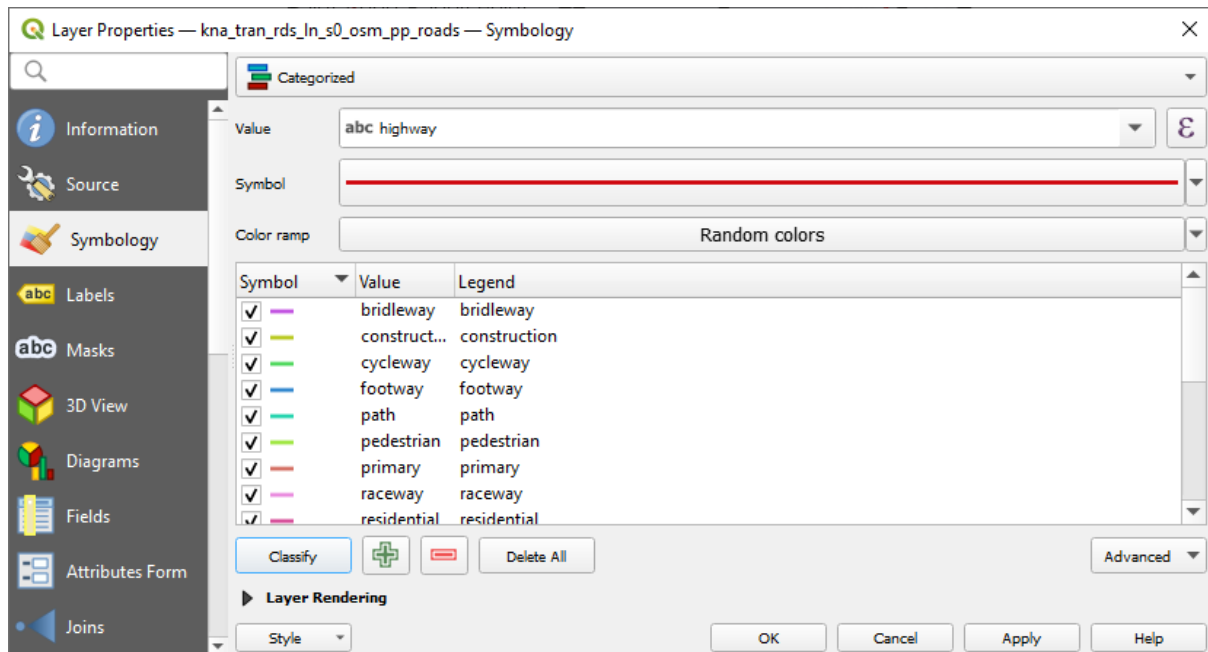 Layer Properties — kna_tran_rds_ln_s0_osm_pp_roads — Symbology
Categorized
Information
Value abc highway ε
Source
Symbol
Symbology
Color ramp Random colors
Symbol Value Legend
abc Labels
bridleway bridleway
construct... construction
abc Masks
cycleway cycleway
footway footway
3D View
path path
pedestrian pedestrian
Diagrams
primary primary
raceway raceway
Fields
residential residential
Classify Delete All Advanced
Attributes Form
Layer Rendering
Joins
Style OK Cancel Apply Help